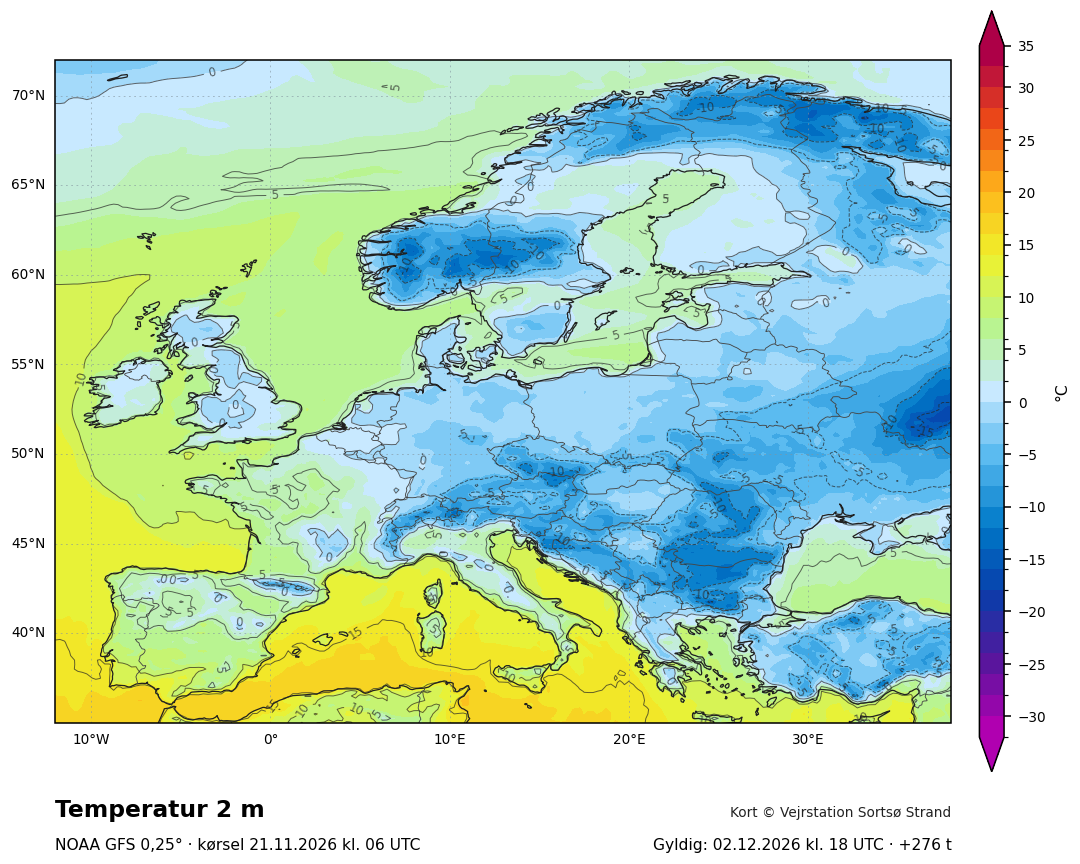 70°N
65°N
60°N
55°N
50°N
45°N
40°N
10°W 0° 10°E 20°E 30°E
35
30
25
20
15
10
5
0
−5
−10
−15
−20
−25
−30
°C
Temperatur 2 m
Kort © Vejrstation Sortsø Strand
NOAA GFS 0,25° · kørsel 21.11.2026 kl. 06 UTC
Gyldig: 02.12.2026 kl. 18 UTC · +276 t